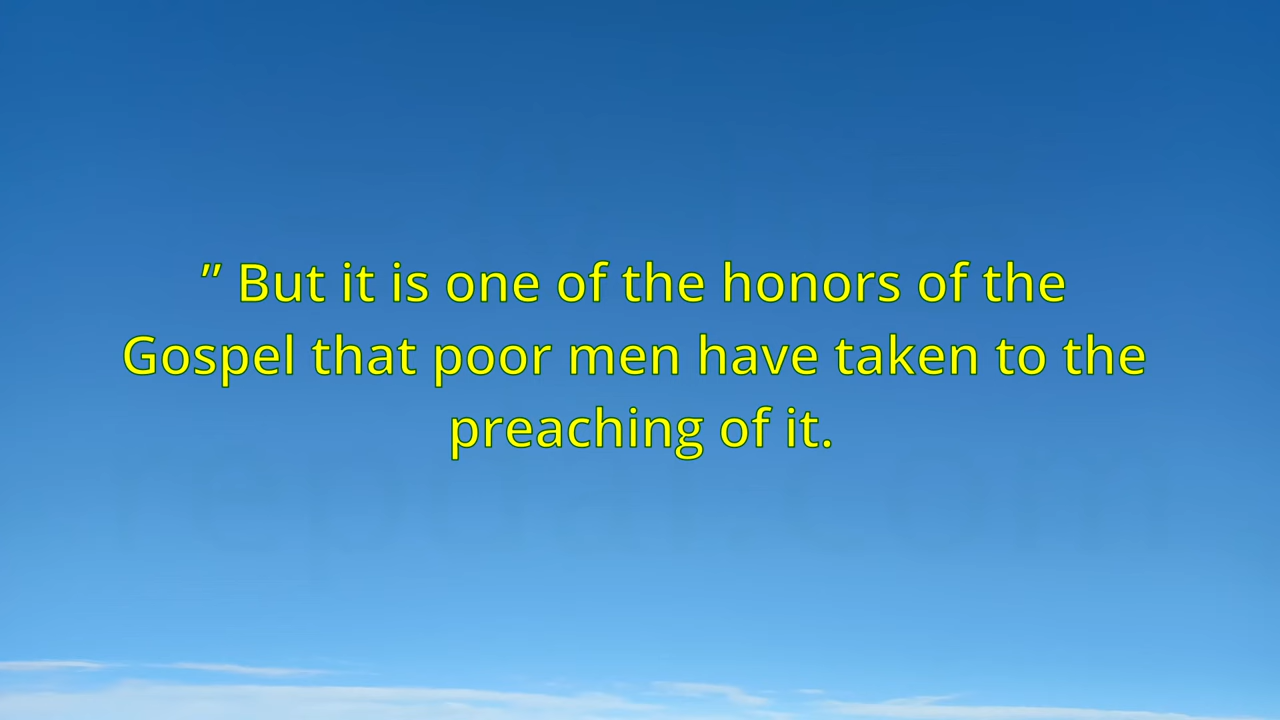 ” But it is one of the honors of the
Gospel that poor men have taken to the
preaching of it.